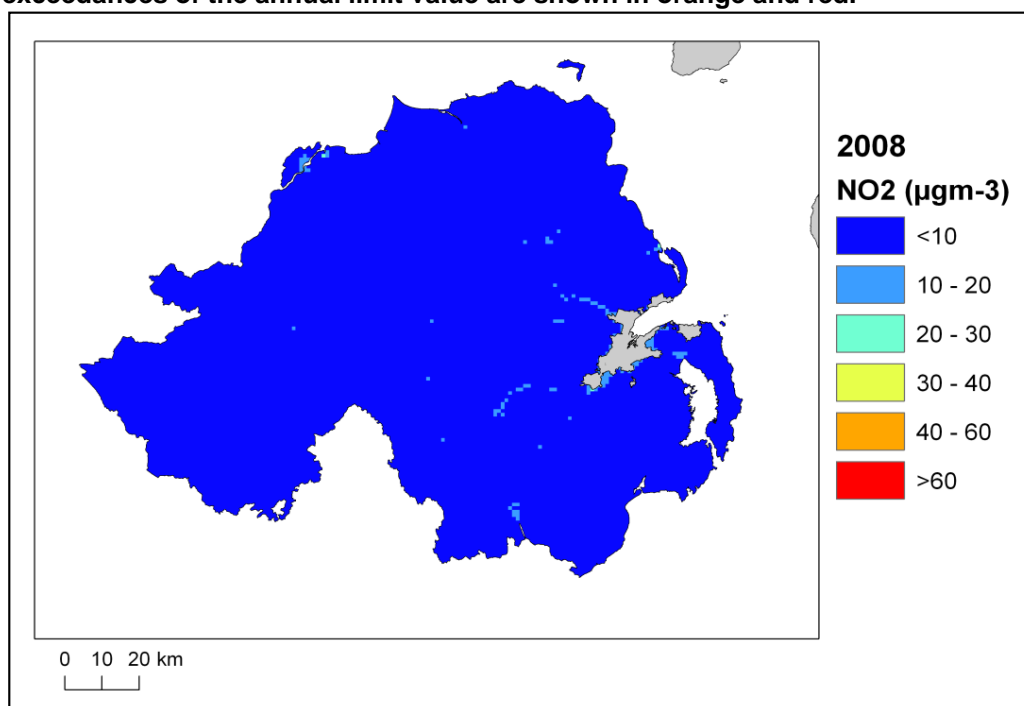 exceedances of the annual limit value are shown in orange and red.
2008
NO2 (µgm-3)
<10
10 - 20
20 - 30
30 - 40
40 - 60
>60
0 10 20 km